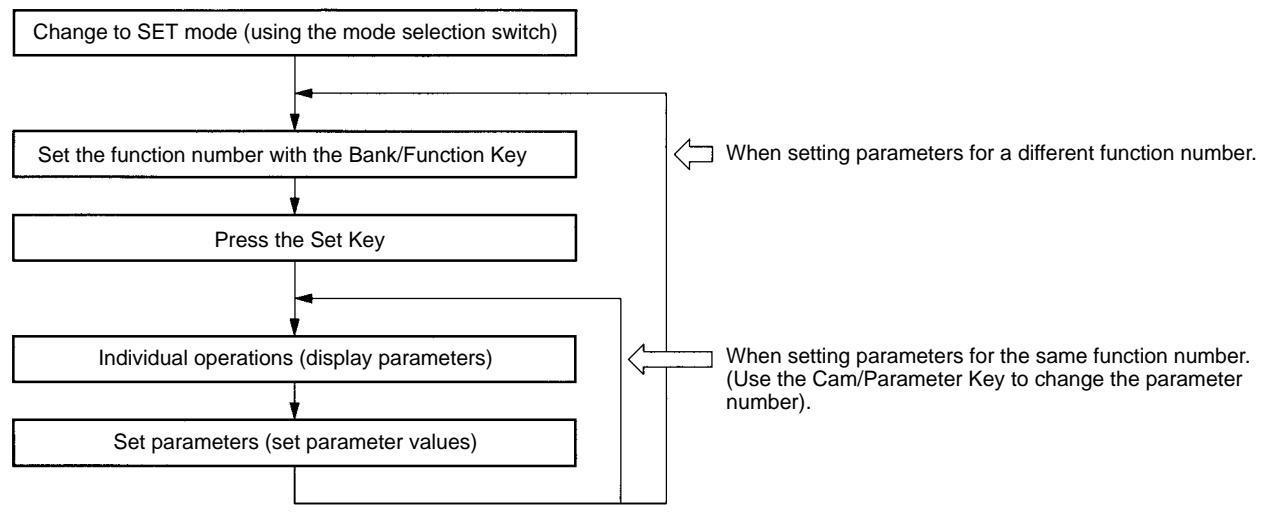 Change to SET mode (using the mode selection switch)
Set the function number with the Bank/Function Key
When setting parameters for a different function number.
Press the Set Key
Individual operations (display parameters)
When setting parameters for the same function number.
(Use the Cam/Parameter Key to change the parameter
number).
Set parameters (set parameter values)